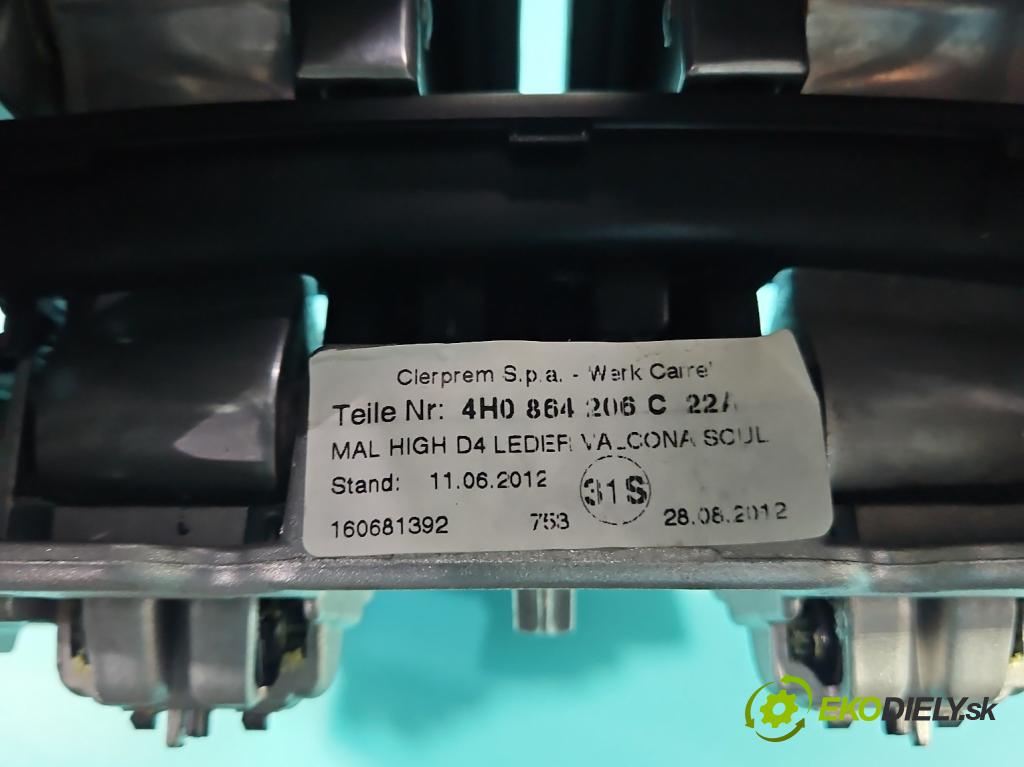 Clerprem S.p.a. - Werk Carre'
Teile Nr: 4H0 864 206 C 22A
MAL HIGH D4 LEDER VALCONA SCUL
Stand: 11.06.2012
31S
160681392 753 28.08.2012
EKODIELY.sk